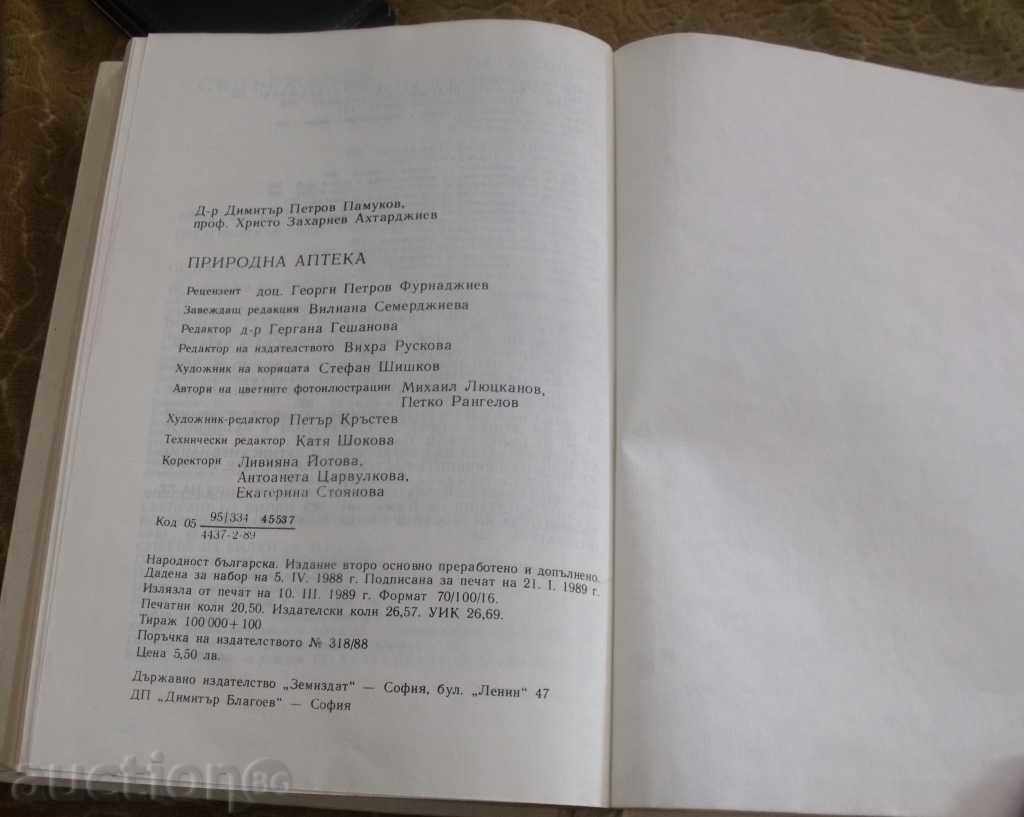 Д-р Димитър Петров Памуков,
проф. Христо Захариев Ахтарджиев
ПРИРОДНА АПТЕКА
Рецензент доц. Георги Петров Фурнаджиев
Завеждащ редакция Вилиана Семерджиева
Редактор д-р Гергана Гешанова
Редактор на издателството Вихра Рускова
Художник на корицата Стефан Шишков
Автори на цветните фотоилюстрации Михаил Люцканов,
Петко Рангелов
Художник-редактор Петър Кръстев
Технически редактор Катя Шокова
Коректори Ливияна Йотова,
Антоанета Царвулкова,
Екатерина Стоянова
Код 05 95/334 45537
4437-2-89
Народност българска. Издание второ основно преработено и допълнено.
Дадена за набор на 5. IV. 1988 г. Подписана за печат на 21. I. 1989 г.
Излязла от печат на 10. III. 1989 г. Формат 70/100/16.
Печатни коли 20,50. Издателски коли 26,57. УИК 26,69.
Тираж 100 000+100
Поръчка на издателството № 318/88
Цена 5,50 лв.
Държавно издателство „Земиздат“ — София, бул. „Ленин“ 47
ДП „Димитър Благоев“ — София
auction BG